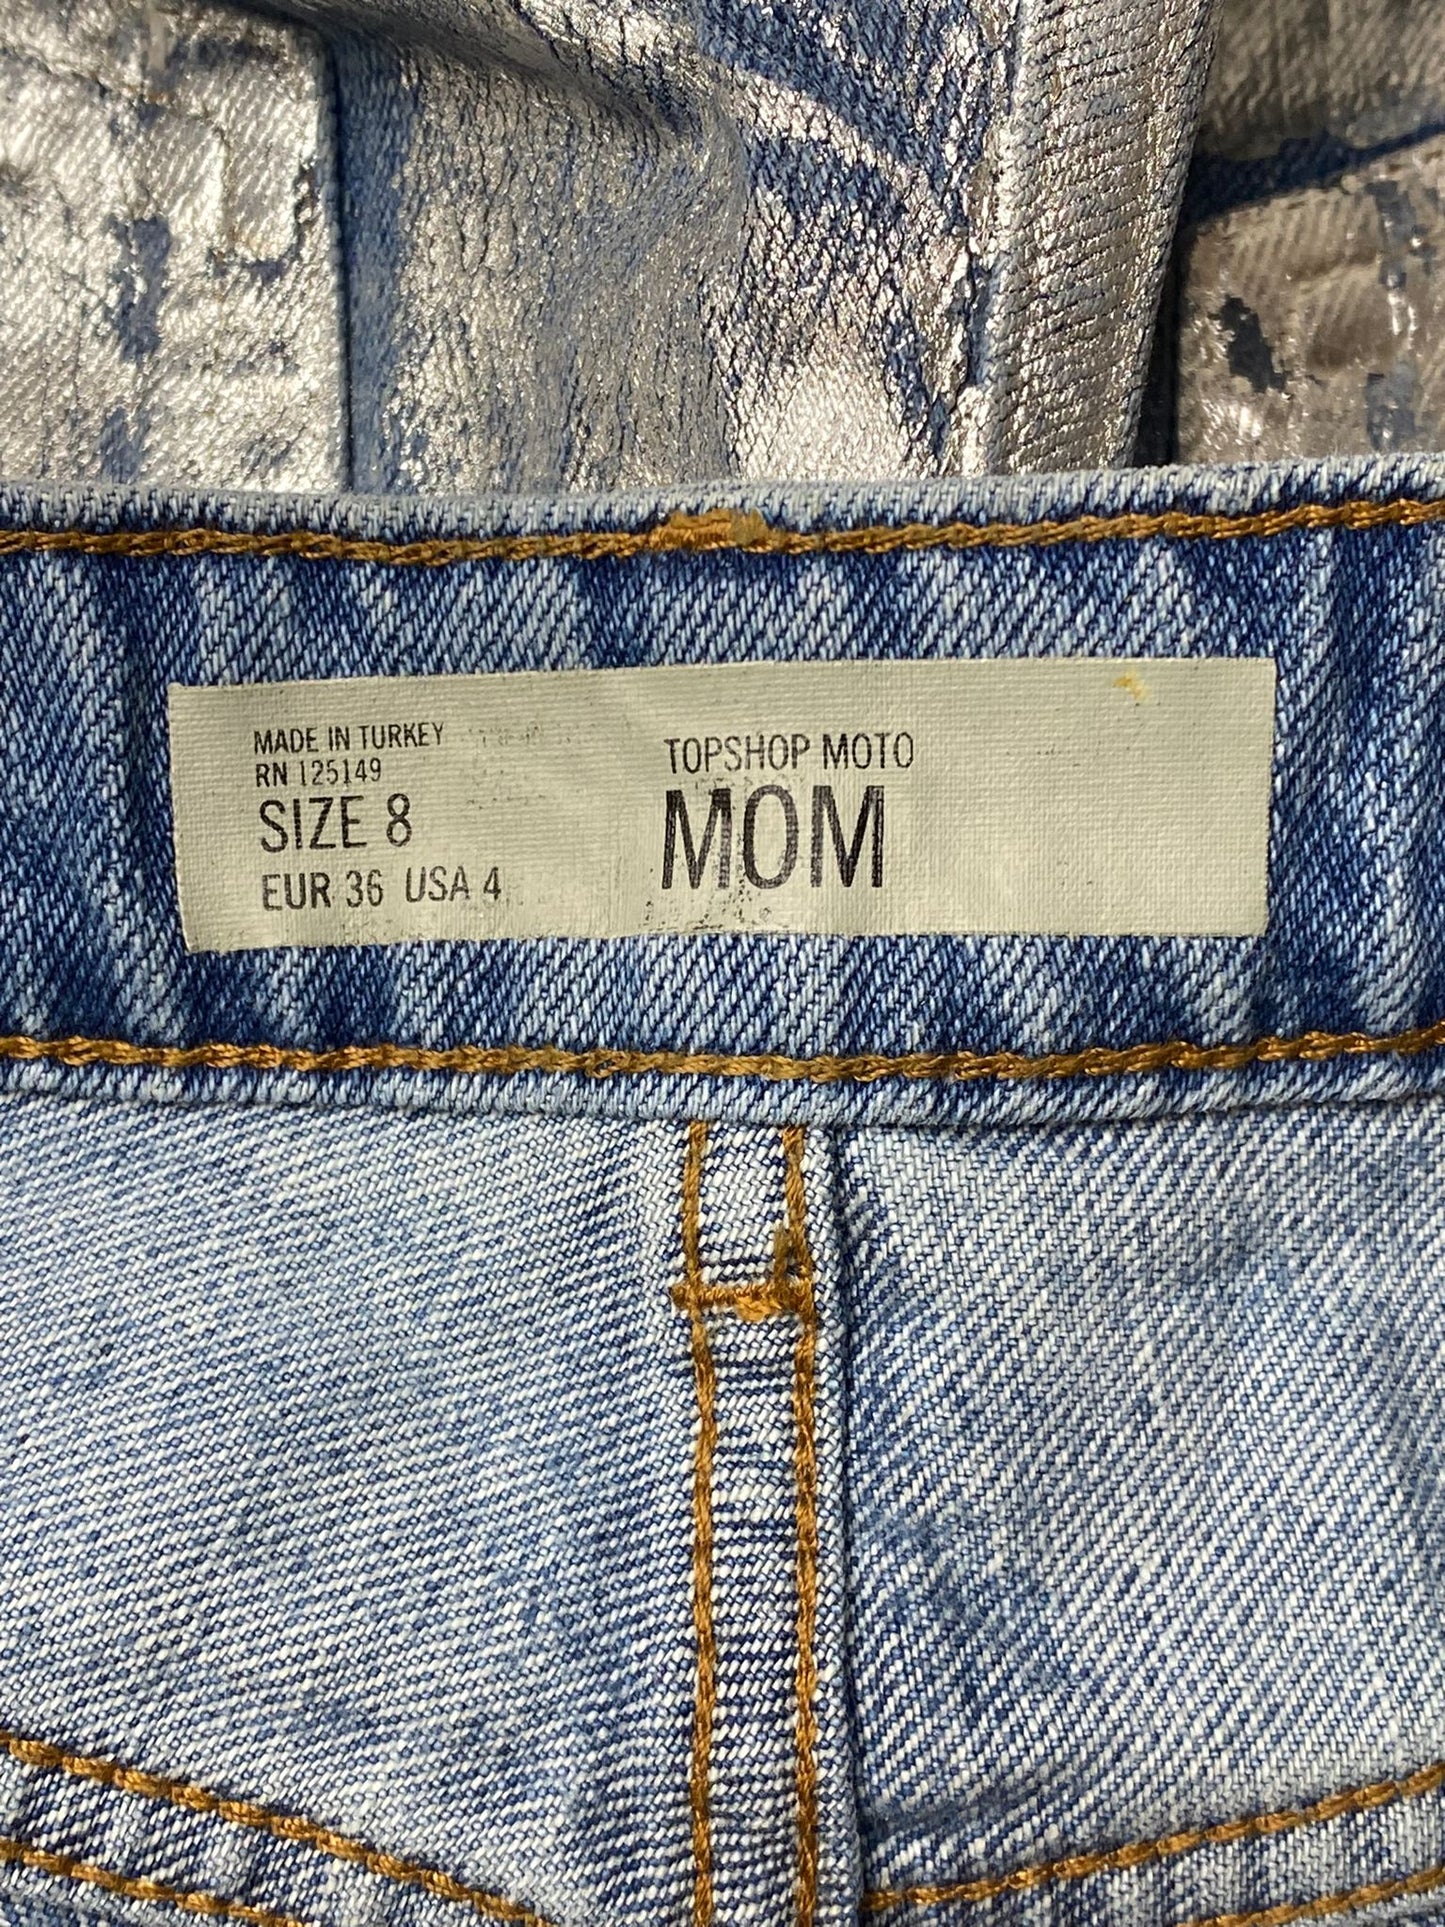 MADE IN TURKEY
RN 125149
SIZE 8
EUR 36 USA 4
TOPSHOP MOTO
MOM